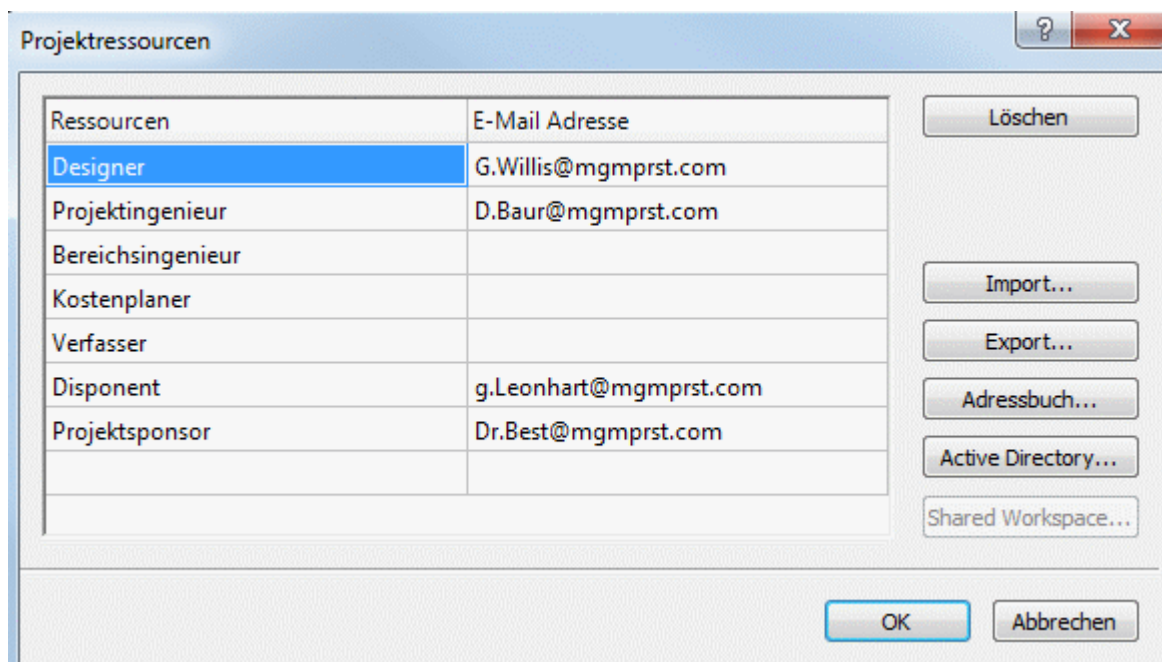 Projektressourcen
?
Ressourcen E-Mail Adresse
Designer G.Willis@mgmprst.com
Projektingenieur D.Baur@mgmprst.com
Bereichsingenieur
Kostenplaner
Verfasser
Disponent g.Leonhart@mgmprst.com
Projektsponsor Dr.Best@mgmprst.com
Löschen
Import...
Export...
Adressbuch...
Active Directory...
Shared Workspace...
OK Abbrechen